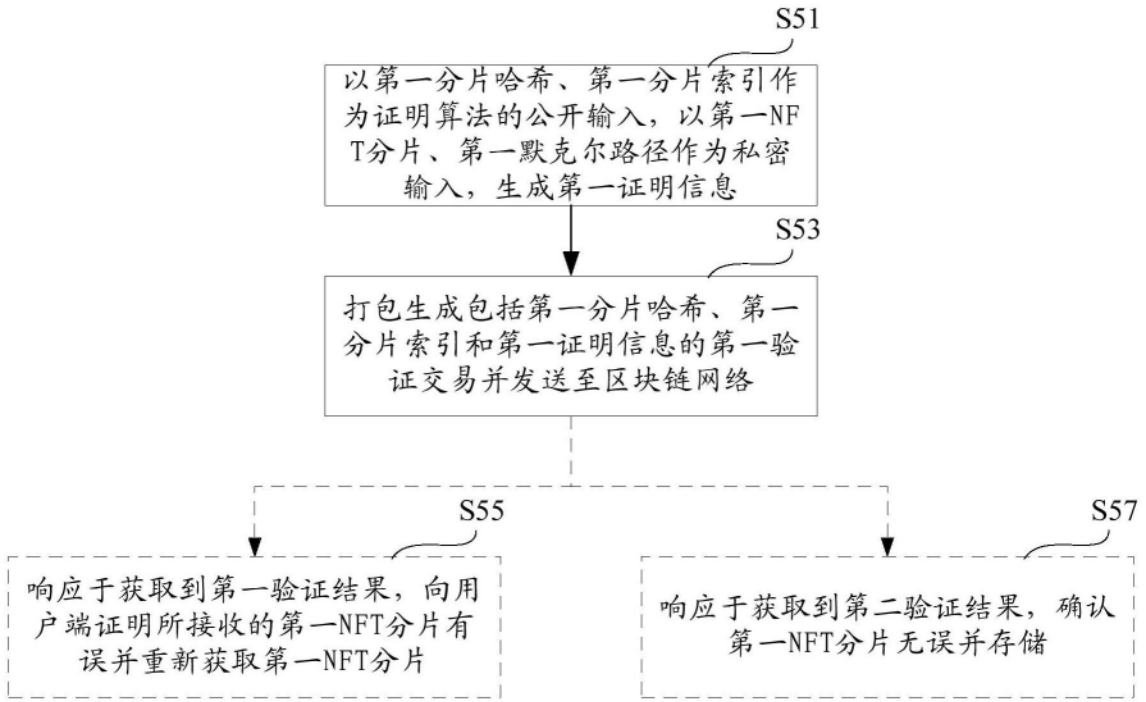 S51
以第一分片哈希、第一分片索引作
为证明算法的公开输入，以第一NF
T分片、第一默克尔路径作为私密
输入，生成第一证明信息
S53
打包生成包括第一分片哈希、第一
分片索引和第一证明信息的第一验
证交易并发送至区块链网络
S55
响应于获取到第一验证结果，向用
户端证明所接收的第一NFT分片有
误并重新获取第一NFT分片
S57
响应于获取到第二验证结果，确认
第一NFT分片无误并存储